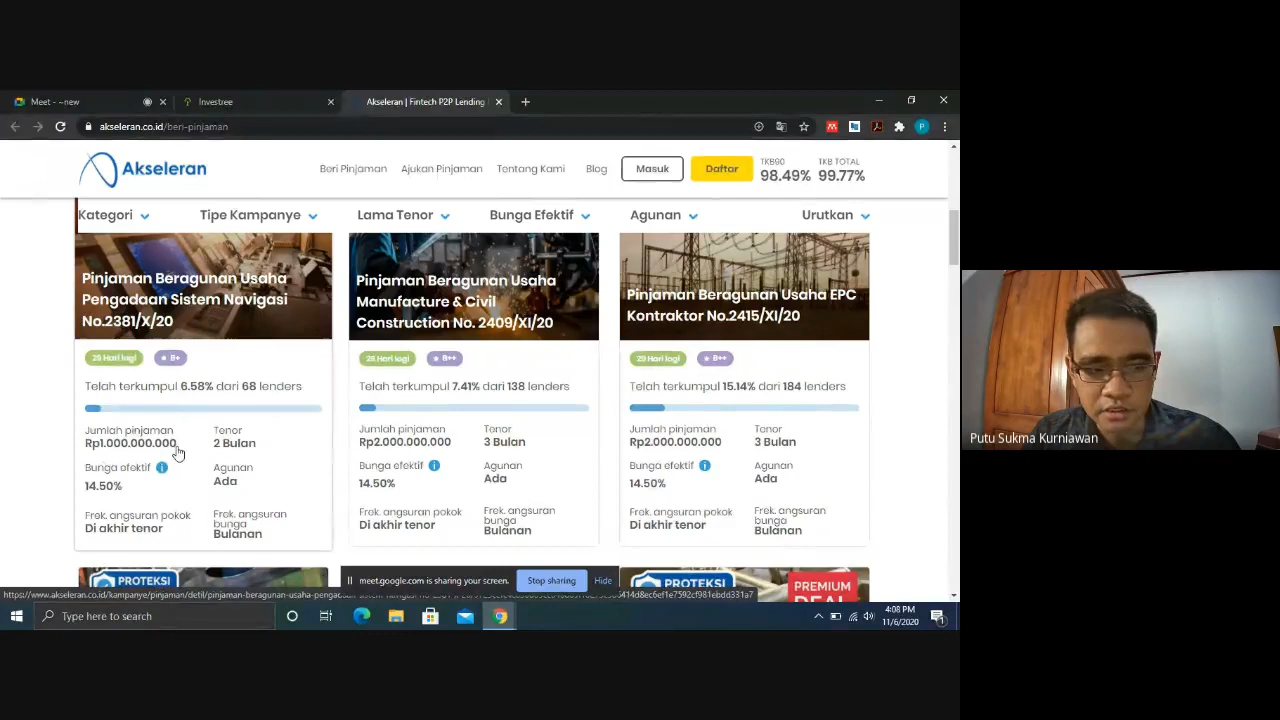 Meet - ~new
Investree
Akseleran | Fintech P2P Lending
akseleran.co.id/beri-pinjaman
Akseleran
Beri Pinjaman
Ajukan Pinjaman
Tentang Kami
Blog
Masuk
Daftar
TKB90
98.49%
TKB TOTAL
99.77%
Kategori
Tipe Kampanye
Lama Tenor
Bunga Efektif
Agunan
Urutkan
Pinjaman Beragunan Usaha
Pengadaan Sistem Navigasi
No.2381/X/20
25 Hari lagi
B+
Telah terkumpul 6.58% dari 68 lenders
Jumlah pinjaman
Rp1.000.000.000
Tenor
2 Bulan
Bunga efektif
14.50%
Agunan
Ada
Frek. angsuran pokok
Di akhir tenor
Frek. angsuran
bunga
Bulanan
Pinjaman Beragunan Usaha
Manufacture & Civil
Construction No. 2409/XI/20
28 Hari lagi
B++
Telah terkumpul 7.41% dari 138 lenders
Jumlah pinjaman
Rp2.000.000.000
Tenor
3 Bulan
Bunga efektif
14.50%
Agunan
Ada
Frek. angsuran pokok
Di akhir tenor
Frek. angsuran
bunga
Bulanan
Pinjaman Beragunan Usaha EPC
Kontraktor No.2415/XI/20
29 Hari lagi
B++
Telah terkumpul 15.14% dari 184 lenders
Jumlah pinjaman
Rp2.000.000.000
Tenor
3 Bulan
Bunga efektif
14.50%
Agunan
Ada
Frek. angsuran pokok
Di akhir tenor
Frek. angsuran
bunga
Bulanan
PROTEKSI
PROTEKSI
PREMIUM
meet.google.com is sharing your screen.
Stop sharing
Hide
Type here to search
4:08 PM
11/6/2020
Putu Sukma Kurniawan